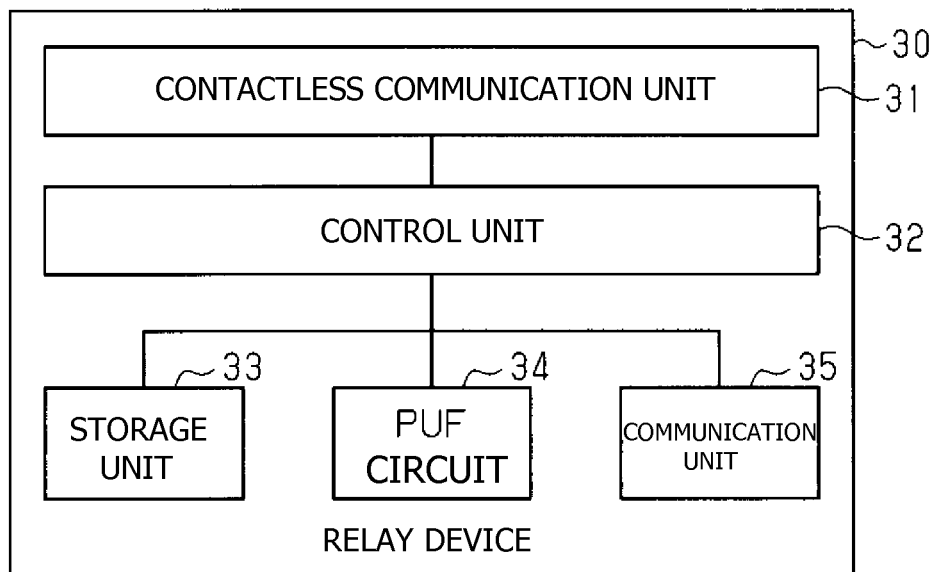 30
CONTACTLESS COMMUNICATION UNIT
31
CONTROL UNIT
32
33
34
35
STORAGE
UNIT
PUF
CIRCUIT
COMMUNICATION
UNIT
RELAY DEVICE